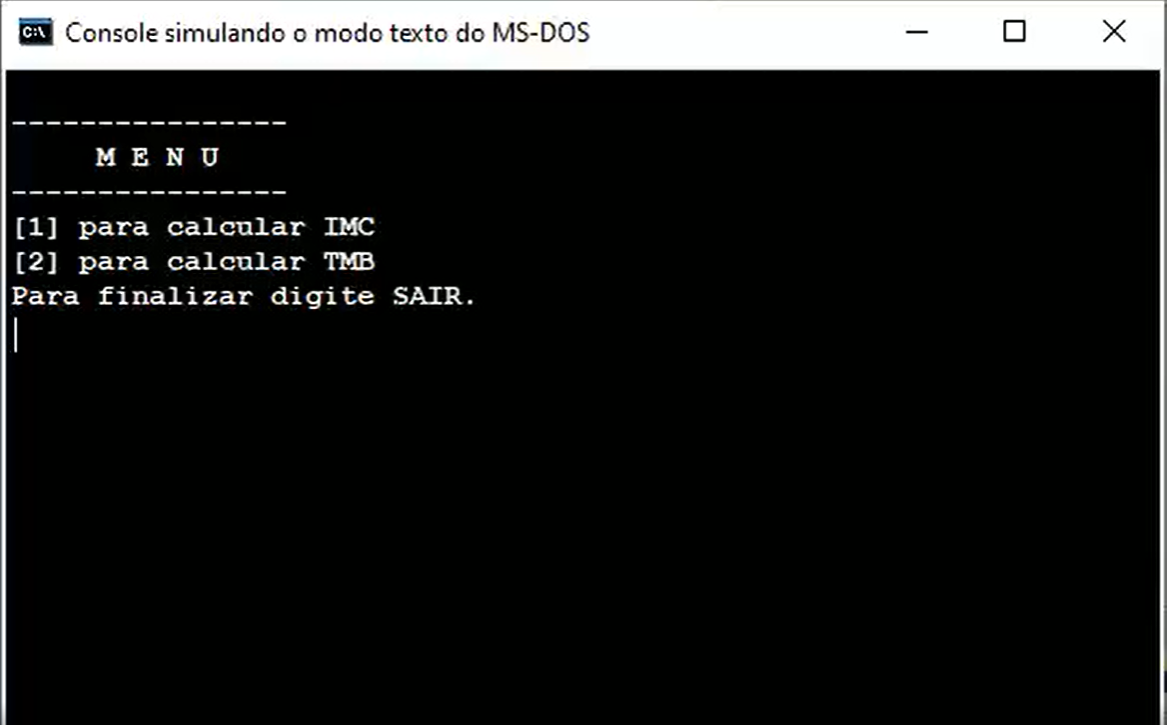 C:\
Console simulando o modo texto do MS-DOS
----------------
M E N U
----------------
[1] para calcular IMC
[2] para calcular TMB
Para finalizar digite SAIR.